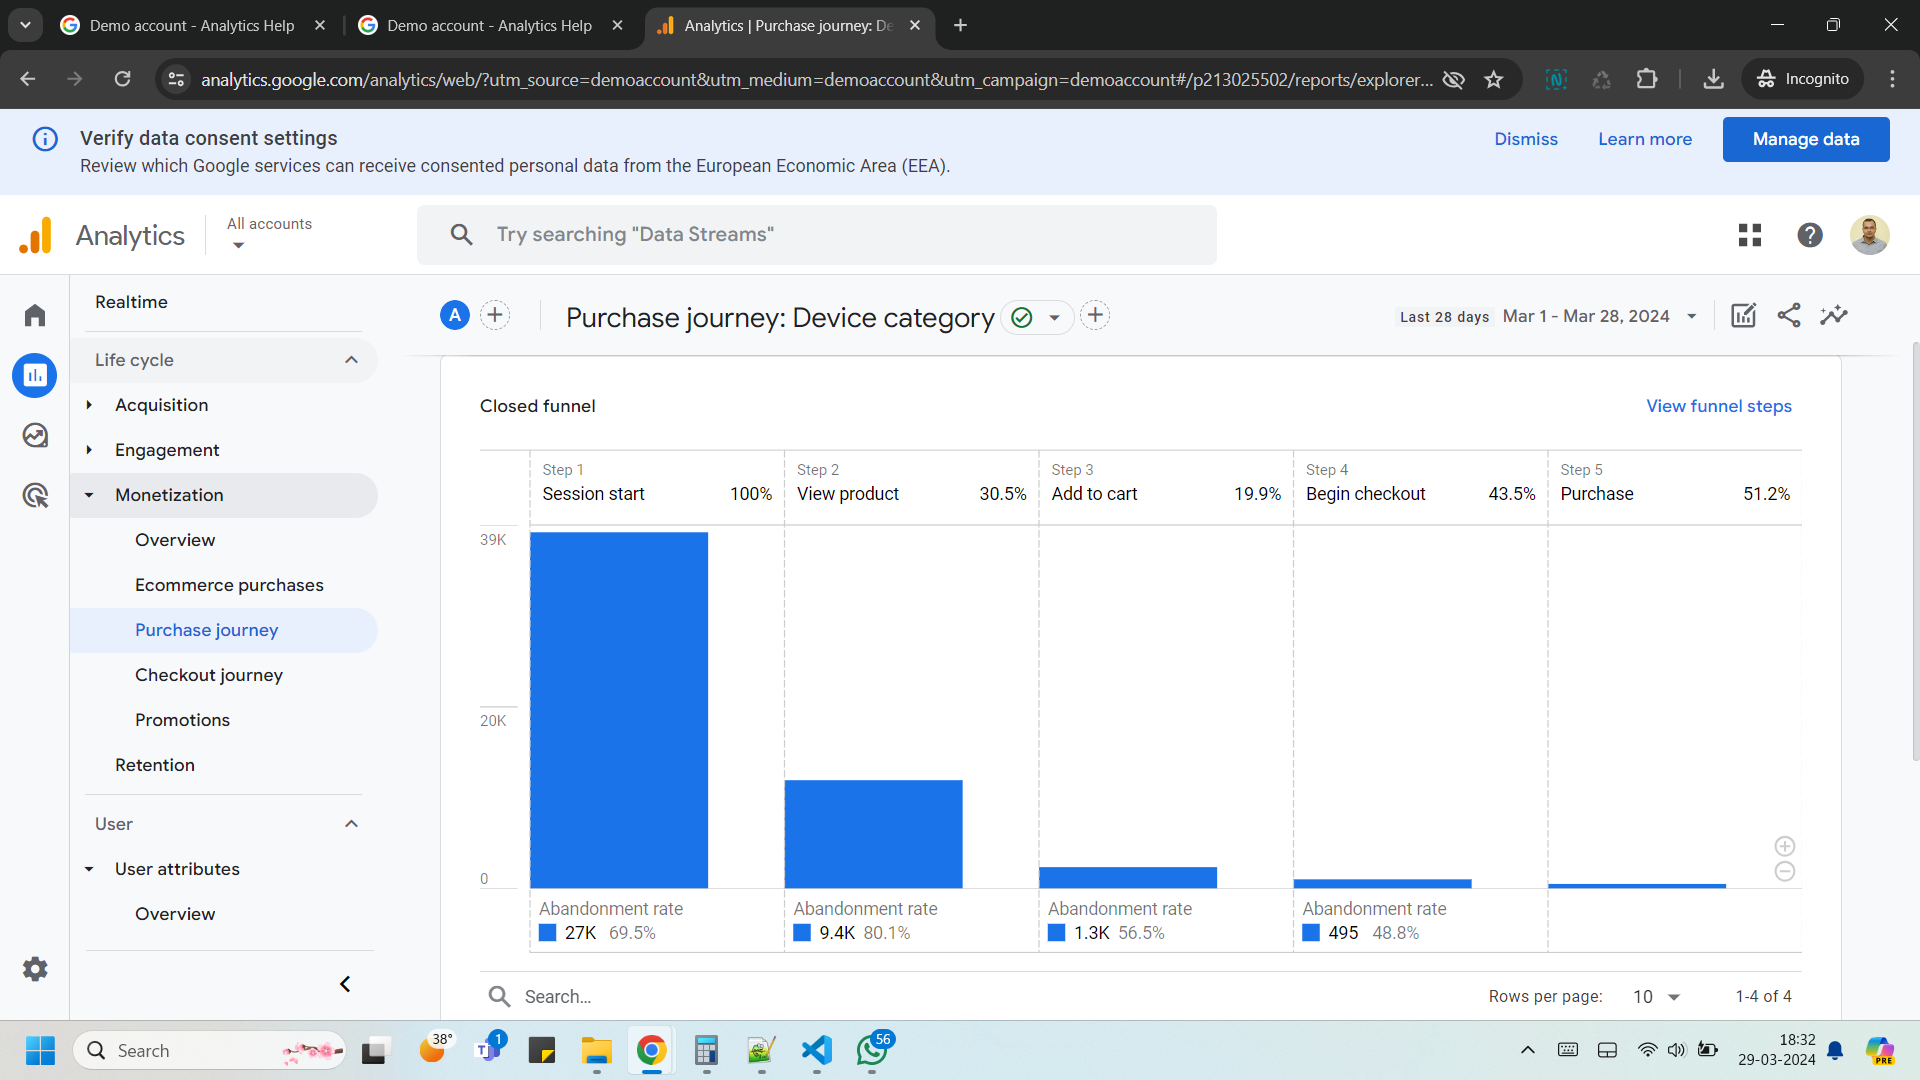 Demo account - Analytics Help
Demo account - Analytics Help
Analytics | Purchase journey: De
analytics.google.com/analytics/web/?utm_source=demoaccount&utm_medium=demoaccount&utm_campaign=demoaccount#/p213025502/reports/explorer...
Incognito
Verify data consent settings
Review which Google services can receive consented personal data from the European Economic Area (EEA).
Dismiss
Learn more
Manage data
Analytics
All accounts
Try searching "Data Streams"
Realtime
Life cycle
Acquisition
Engagement
Monetization
Overview
Ecommerce purchases
Purchase journey
Checkout journey
Promotions
Retention
User
User attributes
Overview
A
Purchase journey: Device category
Last 28 days Mar 1 - Mar 28, 2024
Closed funnel
View funnel steps
Step 1
Session start 100%
Step 2
View product 30.5%
Step 3
Add to cart 19.9%
Step 4
Begin checkout 43.5%
Step 5
Purchase 51.2%
39K
20K
0
Abandonment rate
27K 69.5%
Abandonment rate
9.4K 80.1%
Abandonment rate
1.3K 56.5%
Abandonment rate
495 48.8%
Search...
Rows per page: 10
1-4 of 4
Search
38°
1
56
18:32
29-03-2024
PRE